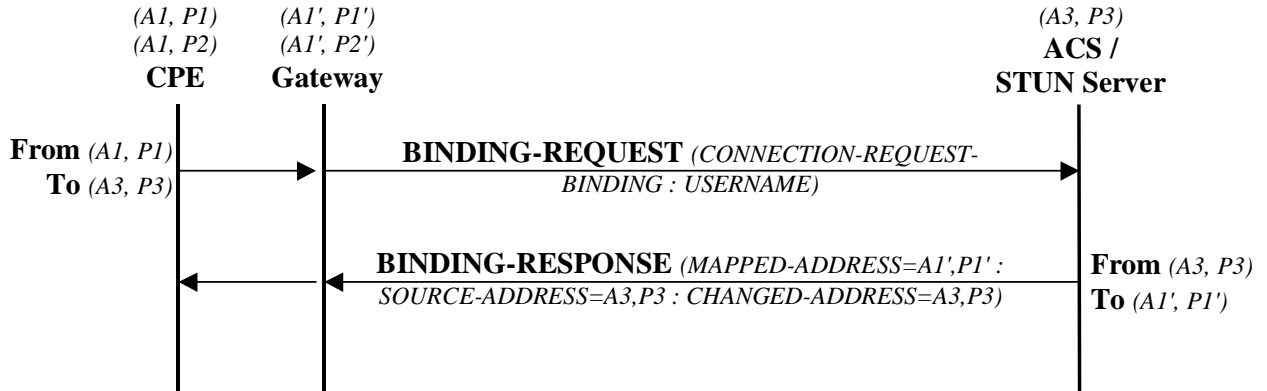 (A1, P1) (A1', P1') (A3, P3)
(A1, P2) (A1', P2') ACS /
CPE Gateway STUN Server
From (A1, P1) BINDING-REQUEST (CONNECTION-REQUEST-
To (A3, P3) BINDING : USERNAME)
BINDING-RESPONSE (MAPPED-ADDRESS=A1',P1' : From (A3, P3)
SOURCE-ADDRESS=A3,P3 : CHANGED-ADDRESS=A3,P3) To (A1', P1')